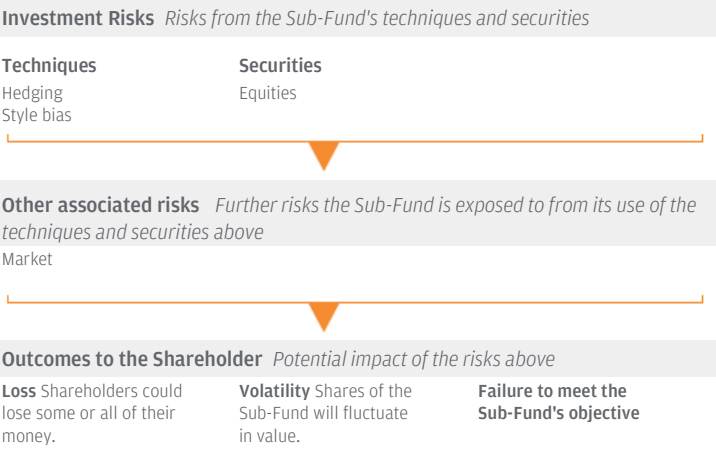 Investment Risks Risks from the Sub-Fund's techniques and securities
Techniques
Hedging
Style bias
Securities
Equities
Other associated risks Further risks the Sub-Fund is exposed to from its use of the
techniques and securities above
Market
Outcomes to the Shareholder Potential impact of the risks above
Loss Shareholders could
lose some or all of their
money.
Volatility Shares of the
Sub-Fund will fluctuate
in value.
Failure to meet the
Sub-Fund's objective